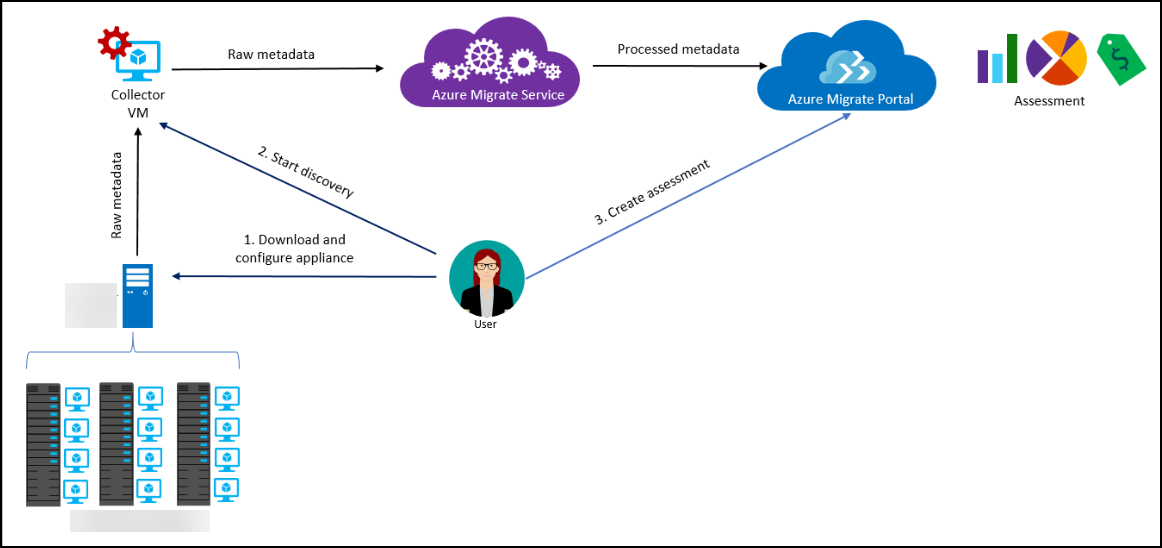 Raw metadata
Processed metadata
Azure Migrate Service
Azure Migrate Portal
Collector
VM
Assessment
2. Start discovery
3. Create assessment
Raw metadata
1. Download and
configure appliance
User